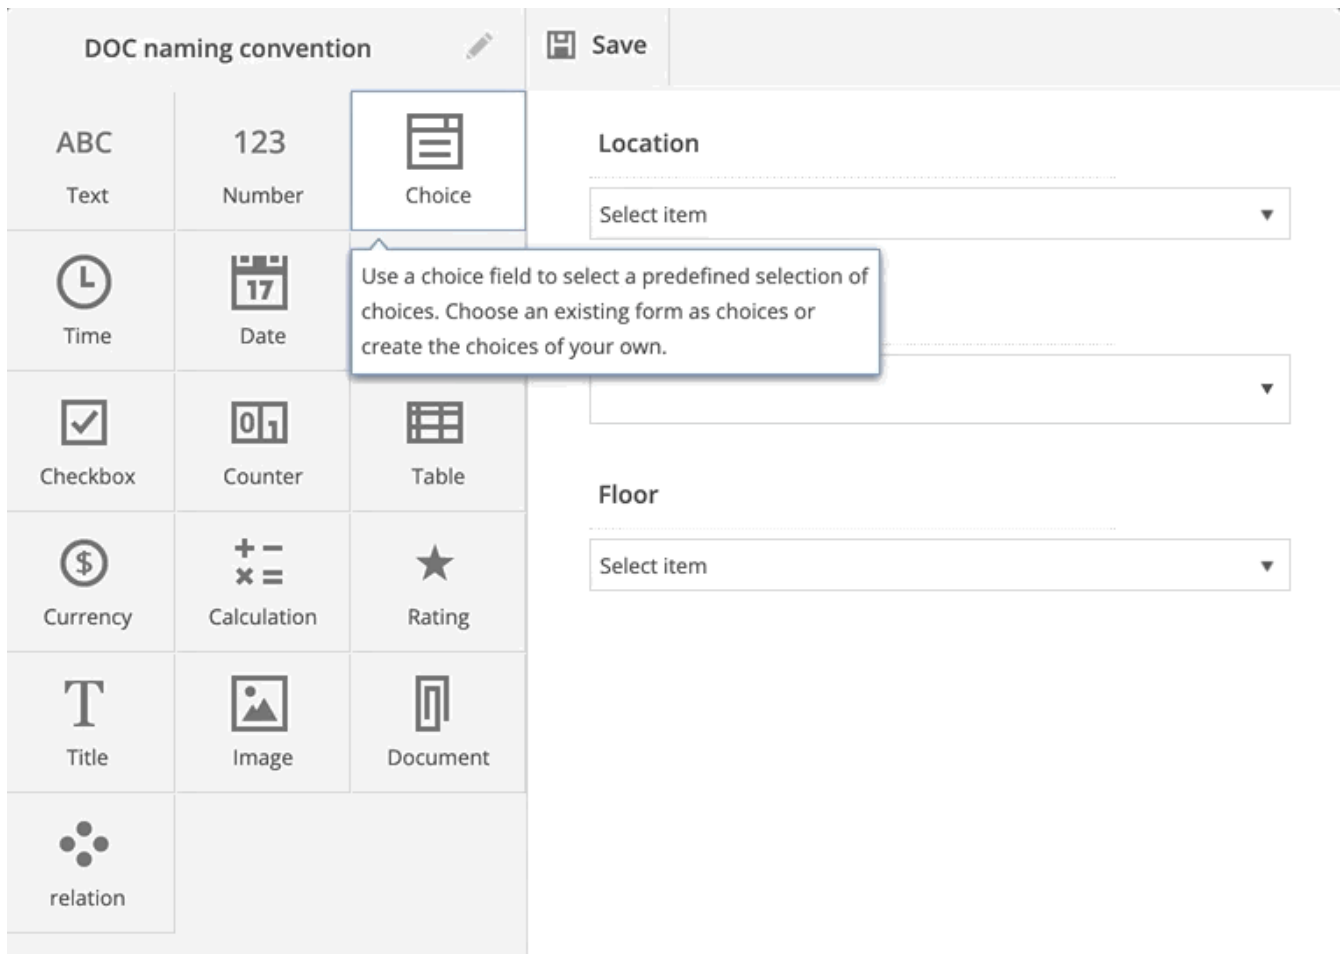 DOC naming convention
Save
ABC
Text
123
Number
Choice
Use a choice field to select a predefined selection of
choices. Choose an existing form as choices or
create the choices of your own.
Time
17
Date
Checkbox
01
Counter
Table
$
Currency
Calculation
Rating
T
Title
Image
Document
relation
Location
Select item
Floor
Select item